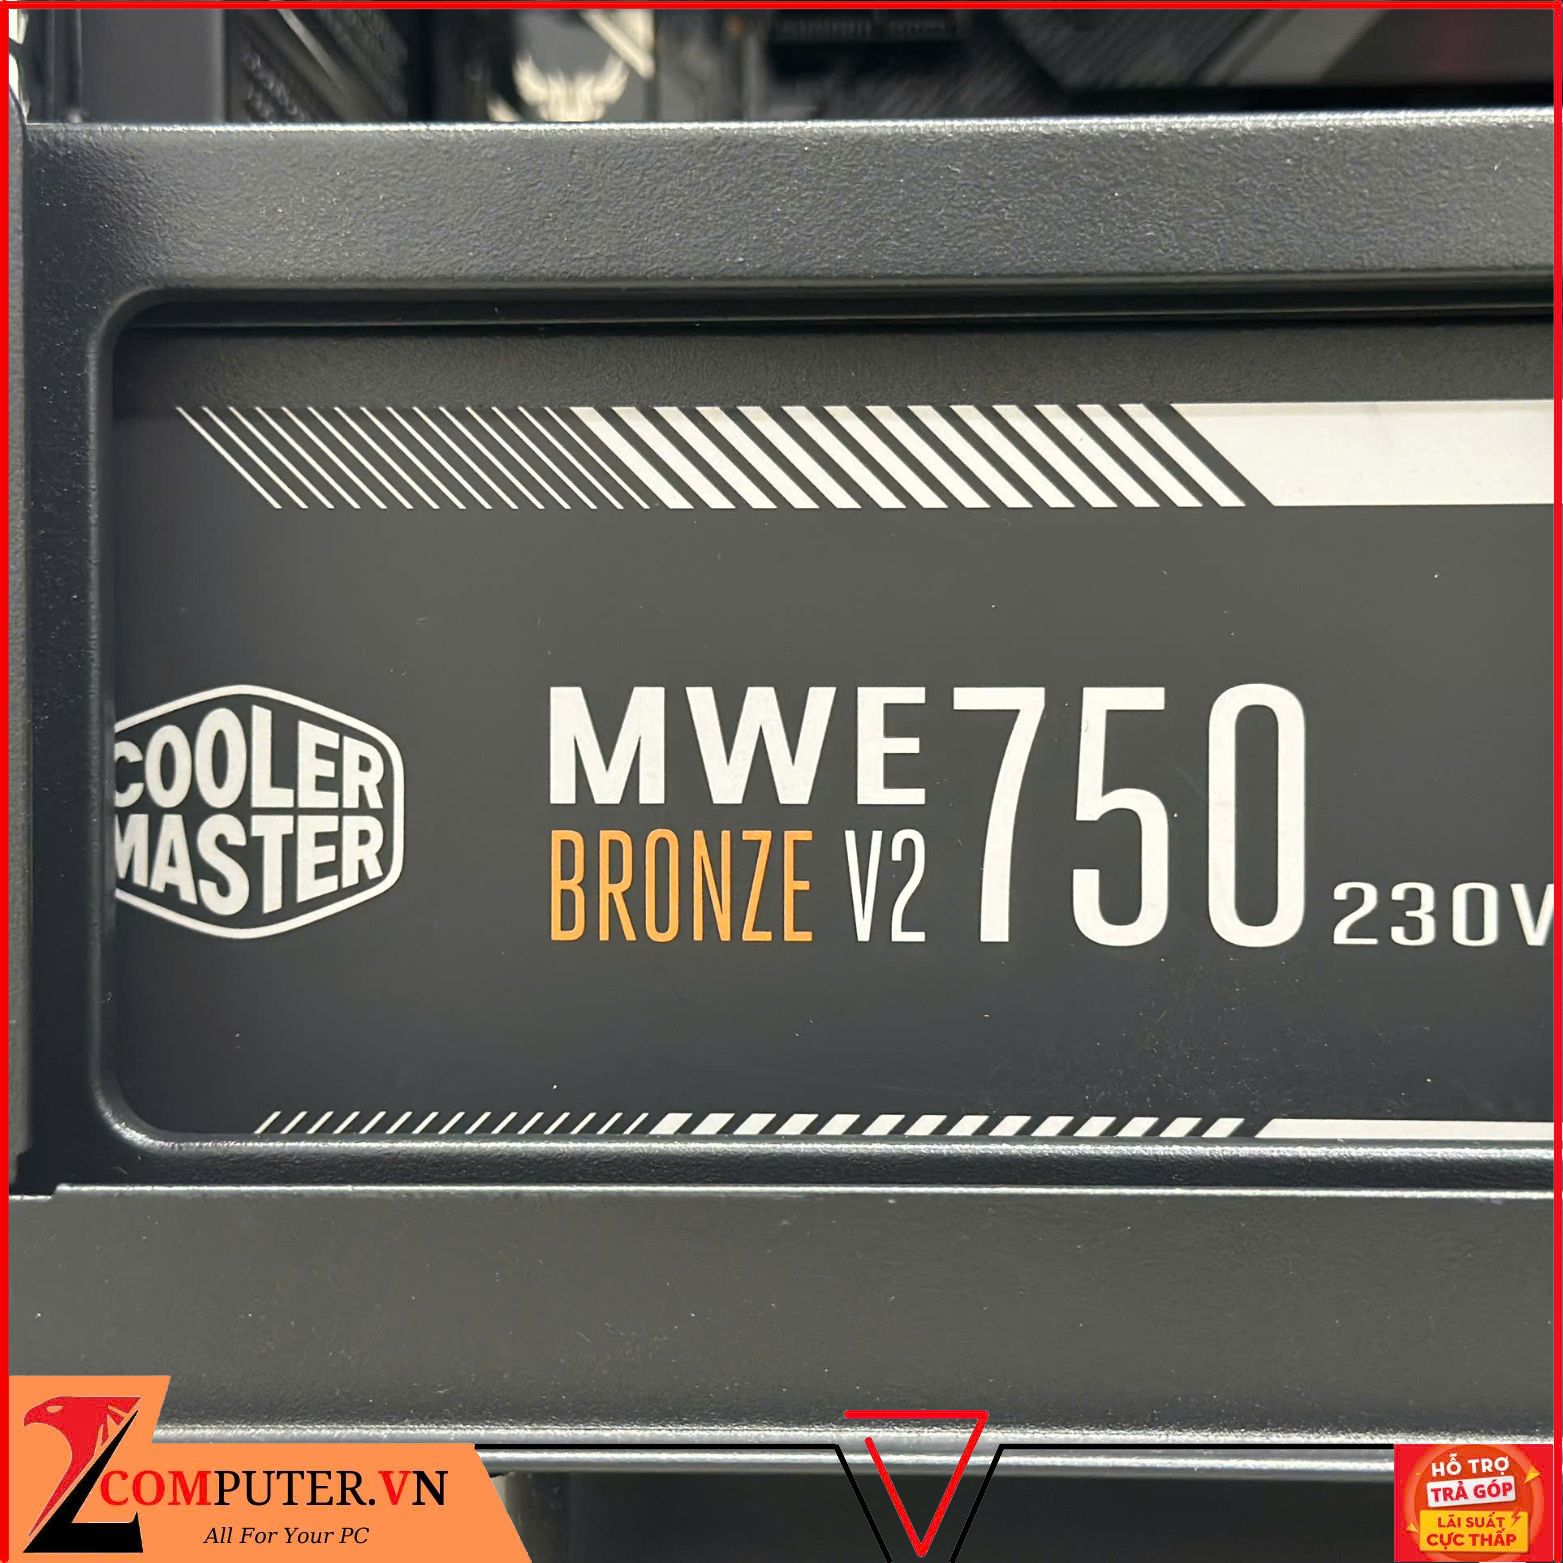 COOLER
MASTER
MWE 750
BRONZE V2
230V
ZCOMPUTER.VN
All For Your PC
HỖ TRỢ
TRẢ GÓP
LÃI SUẤT
CỰC THẤP